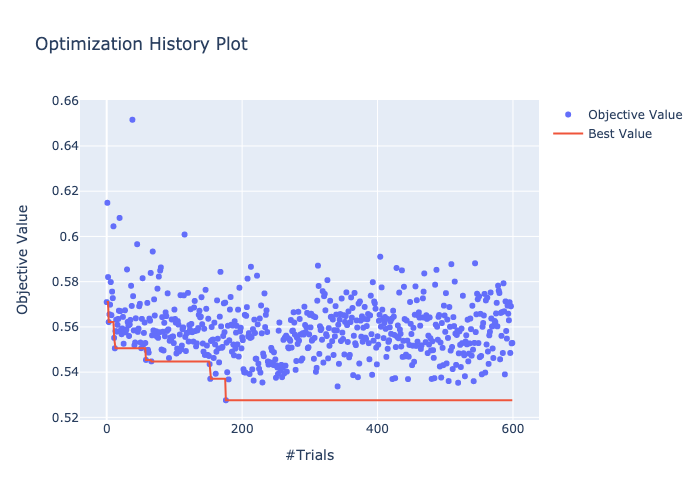 Optimization History Plot
Objective Value
0.66
0.64
0.62
0.6
0.58
0.56
0.54
0.52
0
200
400
600
#Trials
Objective Value
Best Value